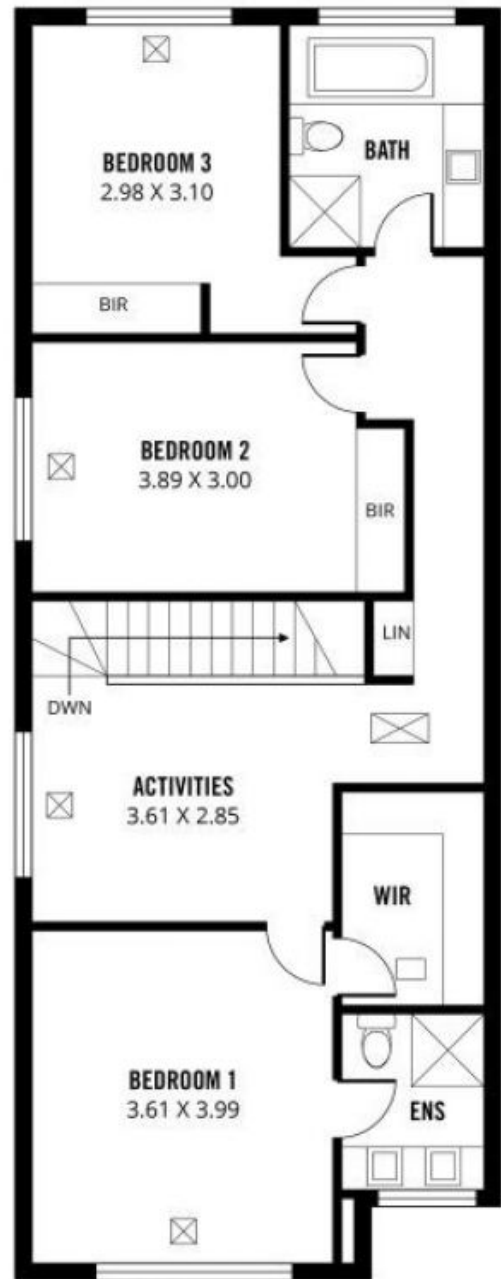 BEDROOM 3
2.98 X 3.10
BATH
BIR
BEDROOM 2
3.89 X 3.00
BIR
LIN
DWN
ACTIVITIES
3.61 X 2.85
WIR
BEDROOM 1
3.61 X 3.99
ENS